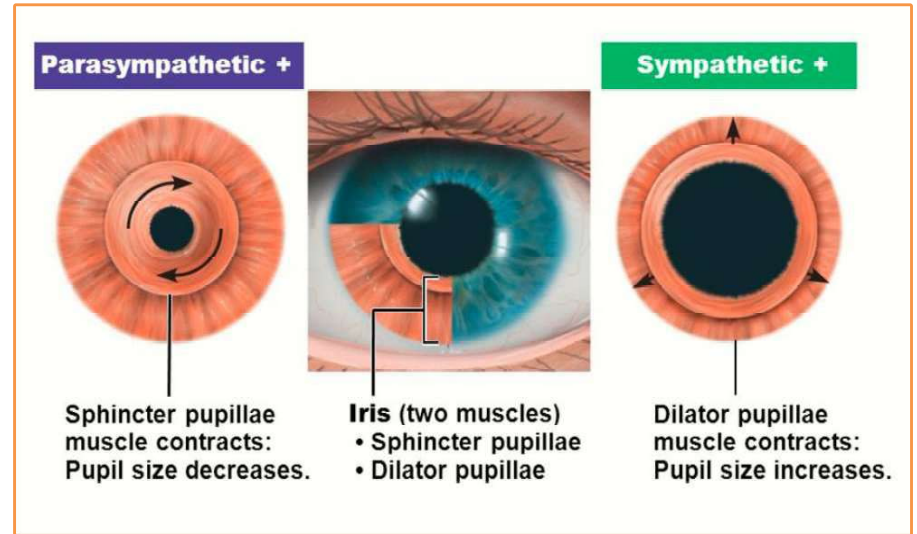 Parasympathetic +
Sympathetic +
Sphincter pupillae
muscle contracts:
Pupil size decreases.
Iris (two muscles)
• Sphincter pupillae
• Dilator pupillae
Dilator pupillae
muscle contracts:
Pupil size increases.